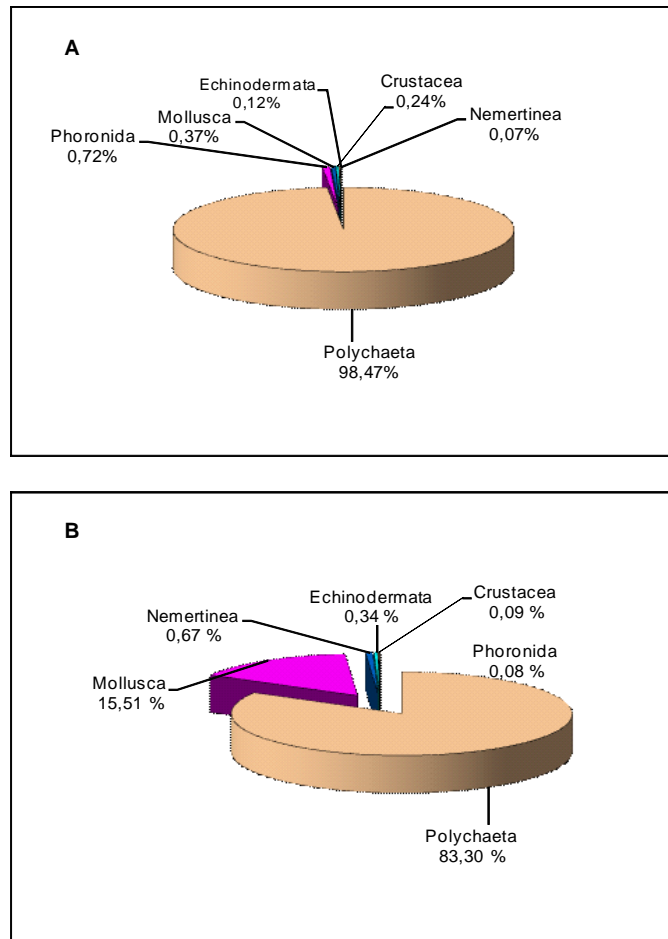 A
Echinodermata
0,12%
Crustacea
0,24%
Mollusca
0,37%
Nemertinea
0,07%
Phoronida
0,72%
Polychaeta
98,47%
B
Echinodermata
0,34 %
Crustacea
0,09 %
Nemertinea
0,67 %
Phoronida
0,08 %
Mollusca
15,51 %
Polychaeta
83,30 %